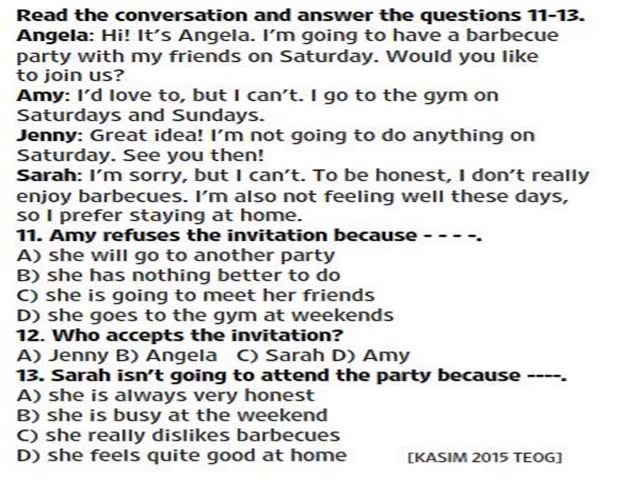 Read the conversation and answer the questions 11-13.
Angela: Hi! It's Angela. I'm going to have a barbecue
party with my friends on Saturday. Would you like
to join us?
Amy: I'd love to, but I can't. I go to the gym on
Saturdays and Sundays.
Jenny: Great idea! I'm not going to do anything on
Saturday. See you then!
Sarah: I'm sorry, but I can't. To be honest, I don't really
enjoy barbecues. I'm also not feeling well these days,
so I prefer staying at home.
11. Amy refuses the invitation because - - - -.
A) she will go to another party
B) she has nothing better to do
C) she is going to meet her friends
D) she goes to the gym at weekends
12. Who accepts the invitation?
A) Jenny B) Angela C) Sarah D) Amy
13. Sarah isn't going to attend the party because ----.
A) she is always very honest
B) she is busy at the weekend
C) she really dislikes barbecues
D) she feels quite good at home [KASIM 2015 TEOG]